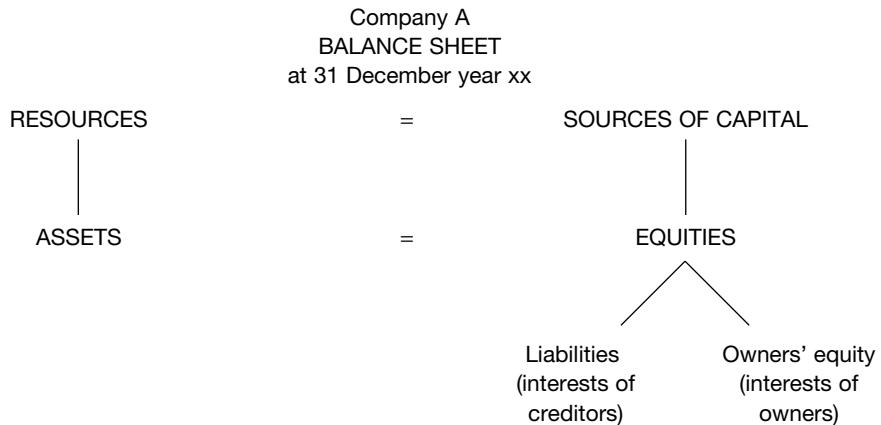 Company A
BALANCE SHEET
at 31 December year xx
RESOURCES = SOURCES OF CAPITAL
ASSETS = EQUITIES
Liabilities
(interests of
creditors)
Owners’ equity
(interests of
owners)